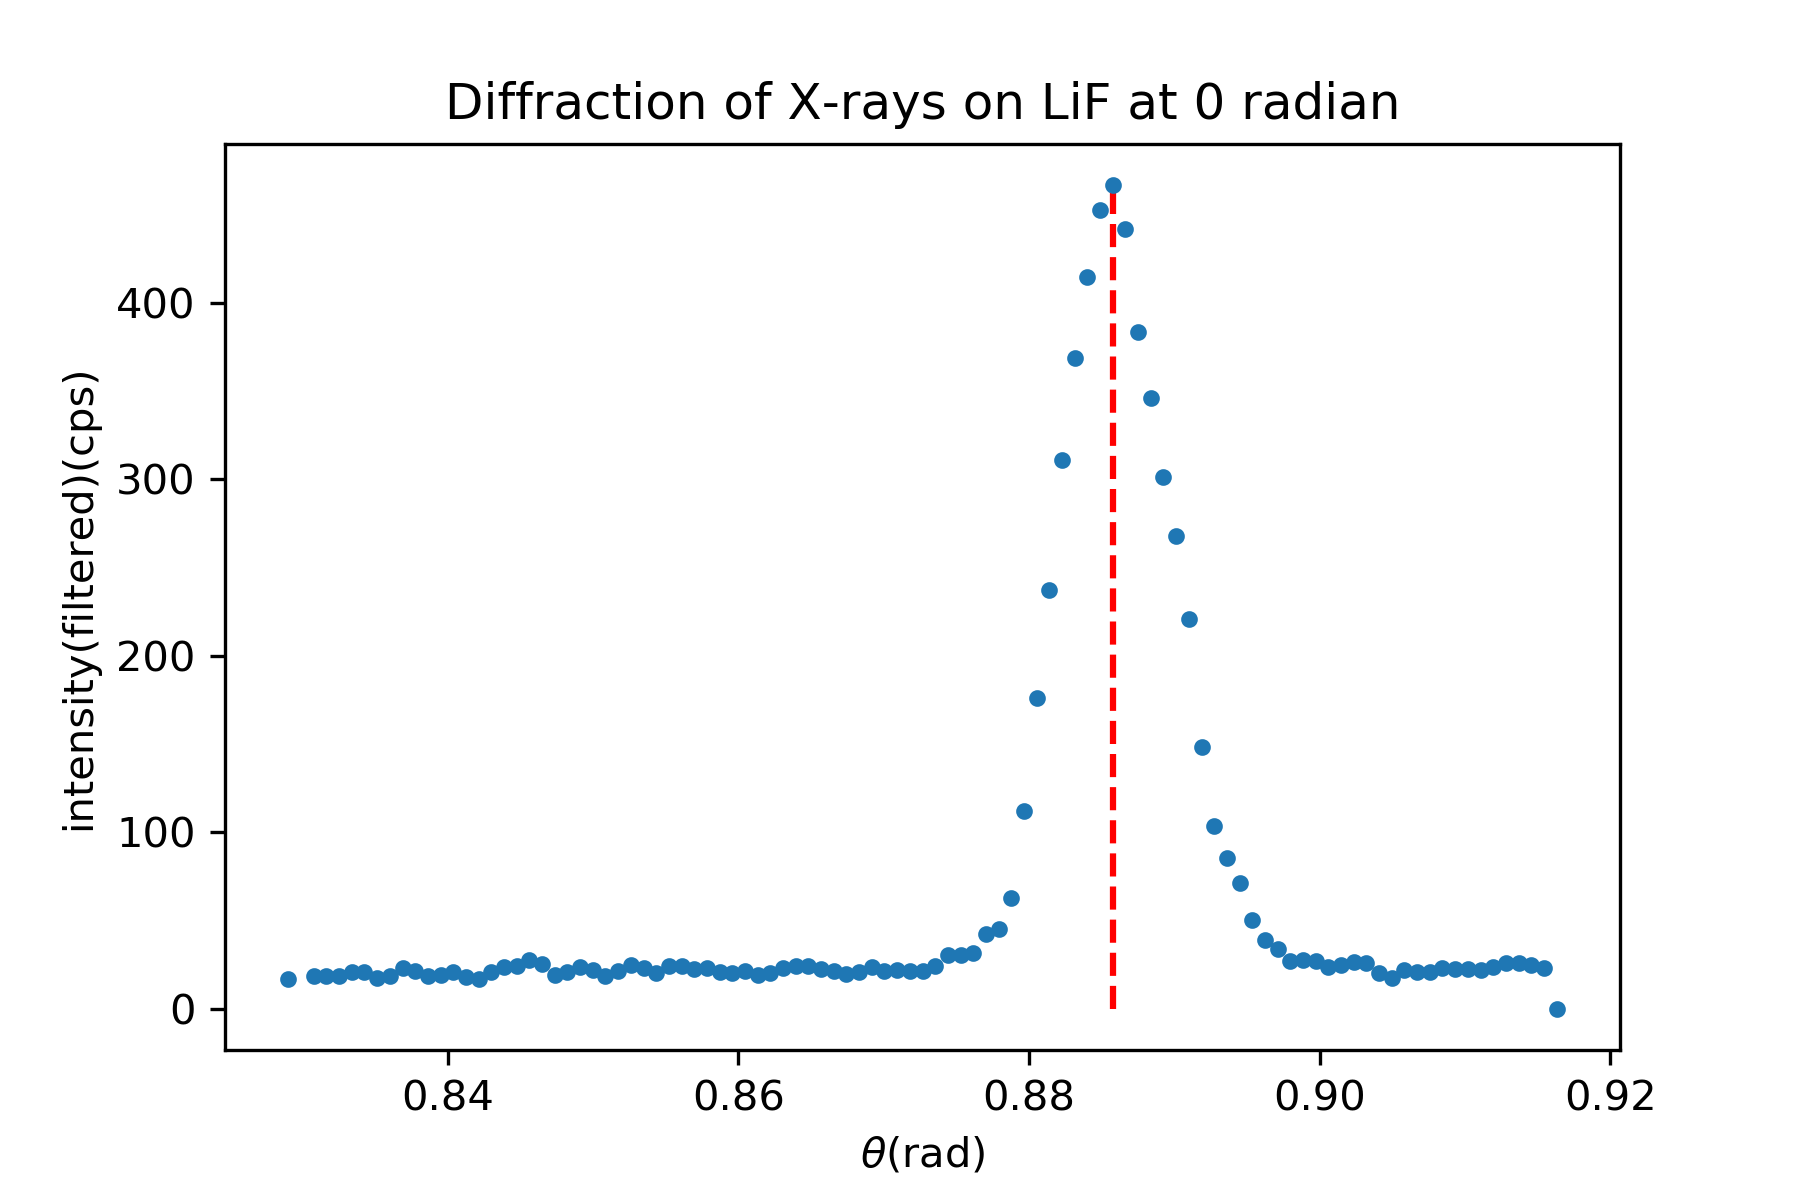 Diffraction of X-rays on LiF at 0 radian
intensity(filtered)(cps)
400
300
200
100
0
0.84 0.86 0.88 0.90 0.92
θ(rad)